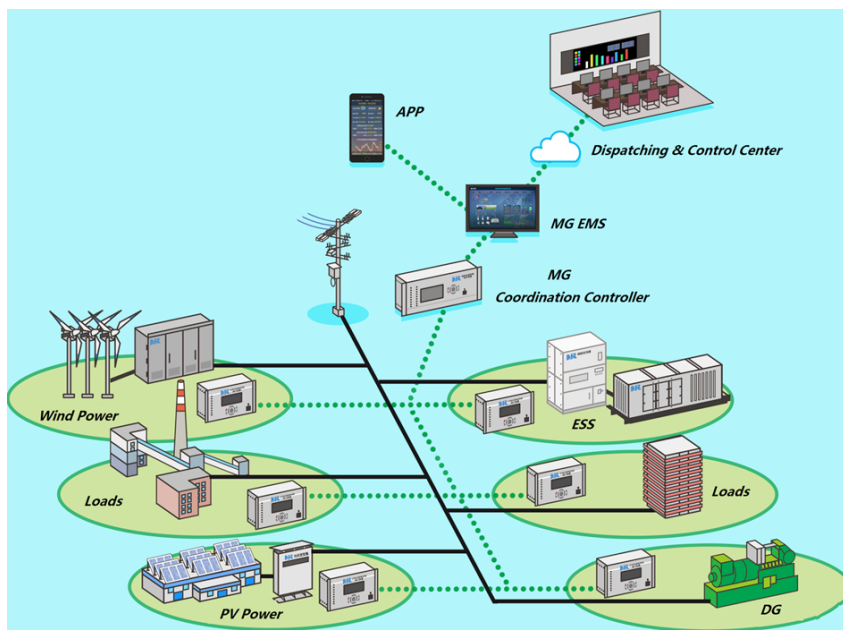 APP
Dispatching & Control Center
MG EMS
MG
Coordination Controller
Wind Power
ESS
Loads
Loads
PV Power
DG